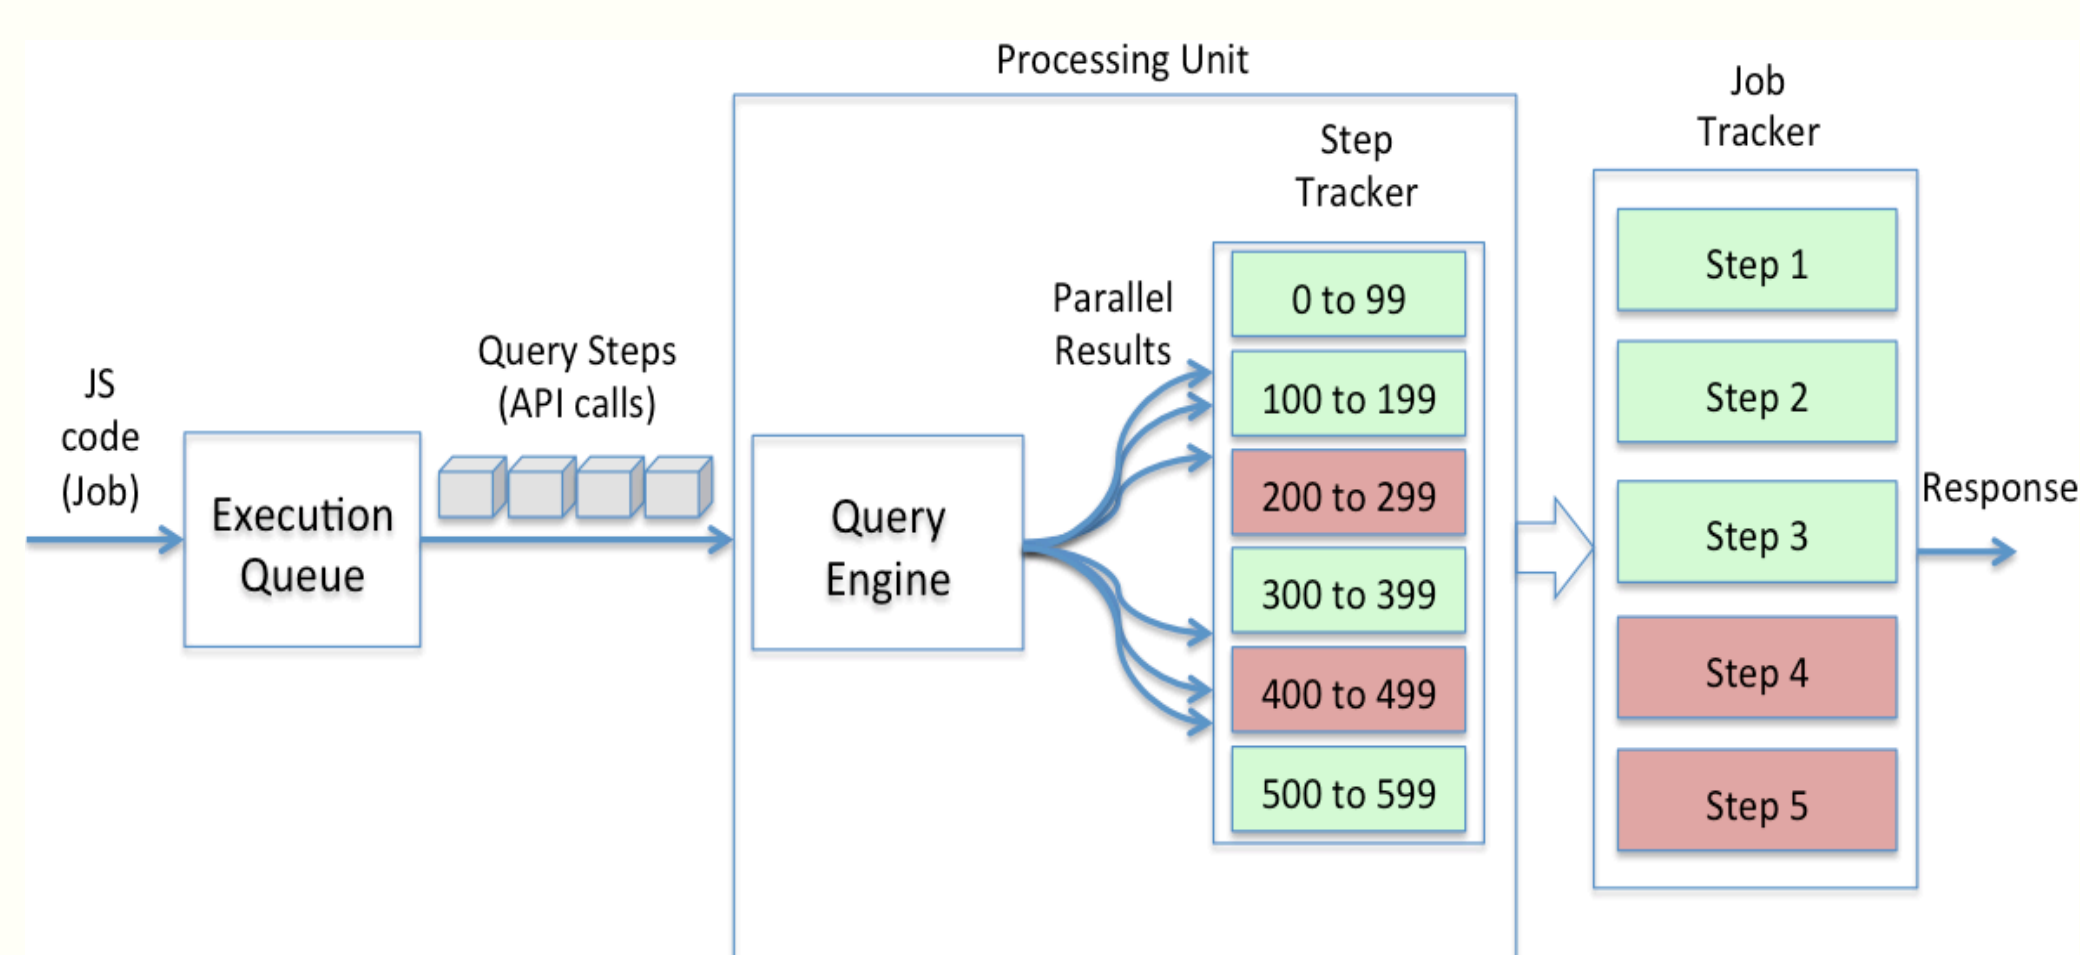 Processing Unit
Job
Tracker
Step
Tracker
JS
code
(Job)
Execution
Queue
Query Steps
(API calls)
Query
Engine
Parallel
Results
0 to 99
100 to 199
200 to 299
300 to 399
400 to 499
500 to 599
Step 1
Step 2
Step 3
Step 4
Step 5
Response